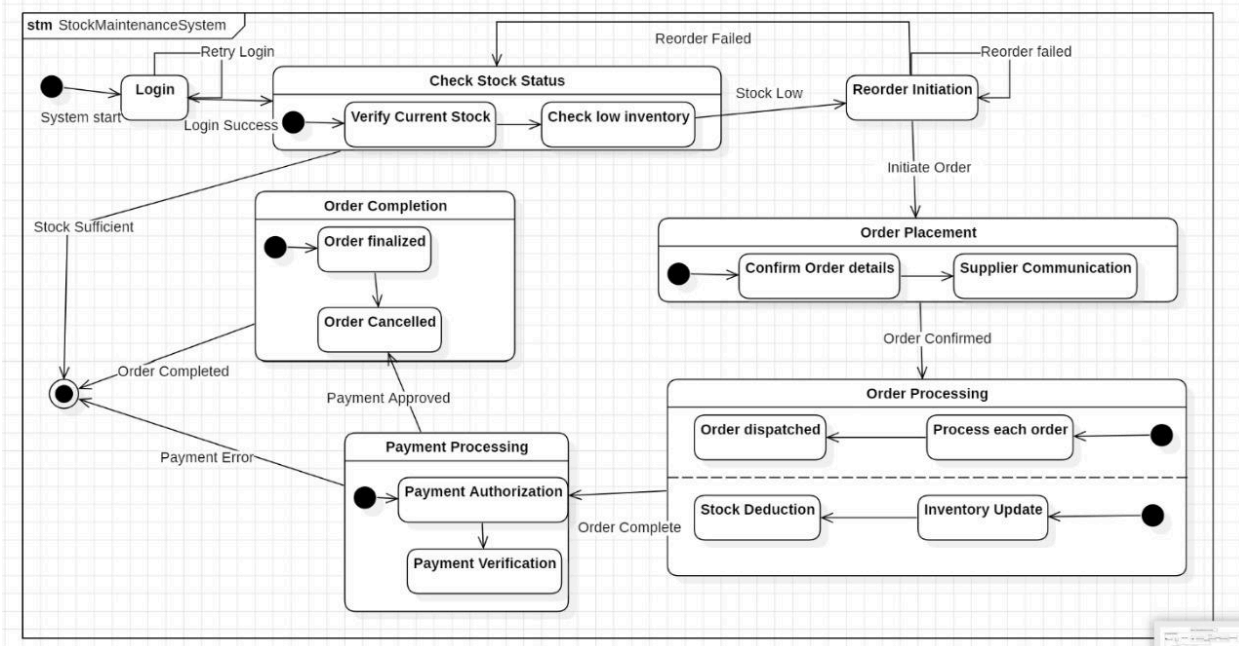 stm StockMaintenanceSystem
Reorder Failed
Retry Login
Reorder failed
Check Stock Status
Login
Reorder Initiation
Stock Low
System start
Login Success
Verify Current Stock
Check low inventory
Initiate Order
Stock Sufficient
Order Completion
Order finalized
Order Cancelled
Order Placement
Confirm Order details
Supplier Communication
Order Confirmed
Order Completed
Payment Approved
Order Processing
Order dispatched
Process each order
Payment Error
Payment Processing
Payment Authorization
Payment Verification
Order Complete
Stock Deduction
Inventory Update